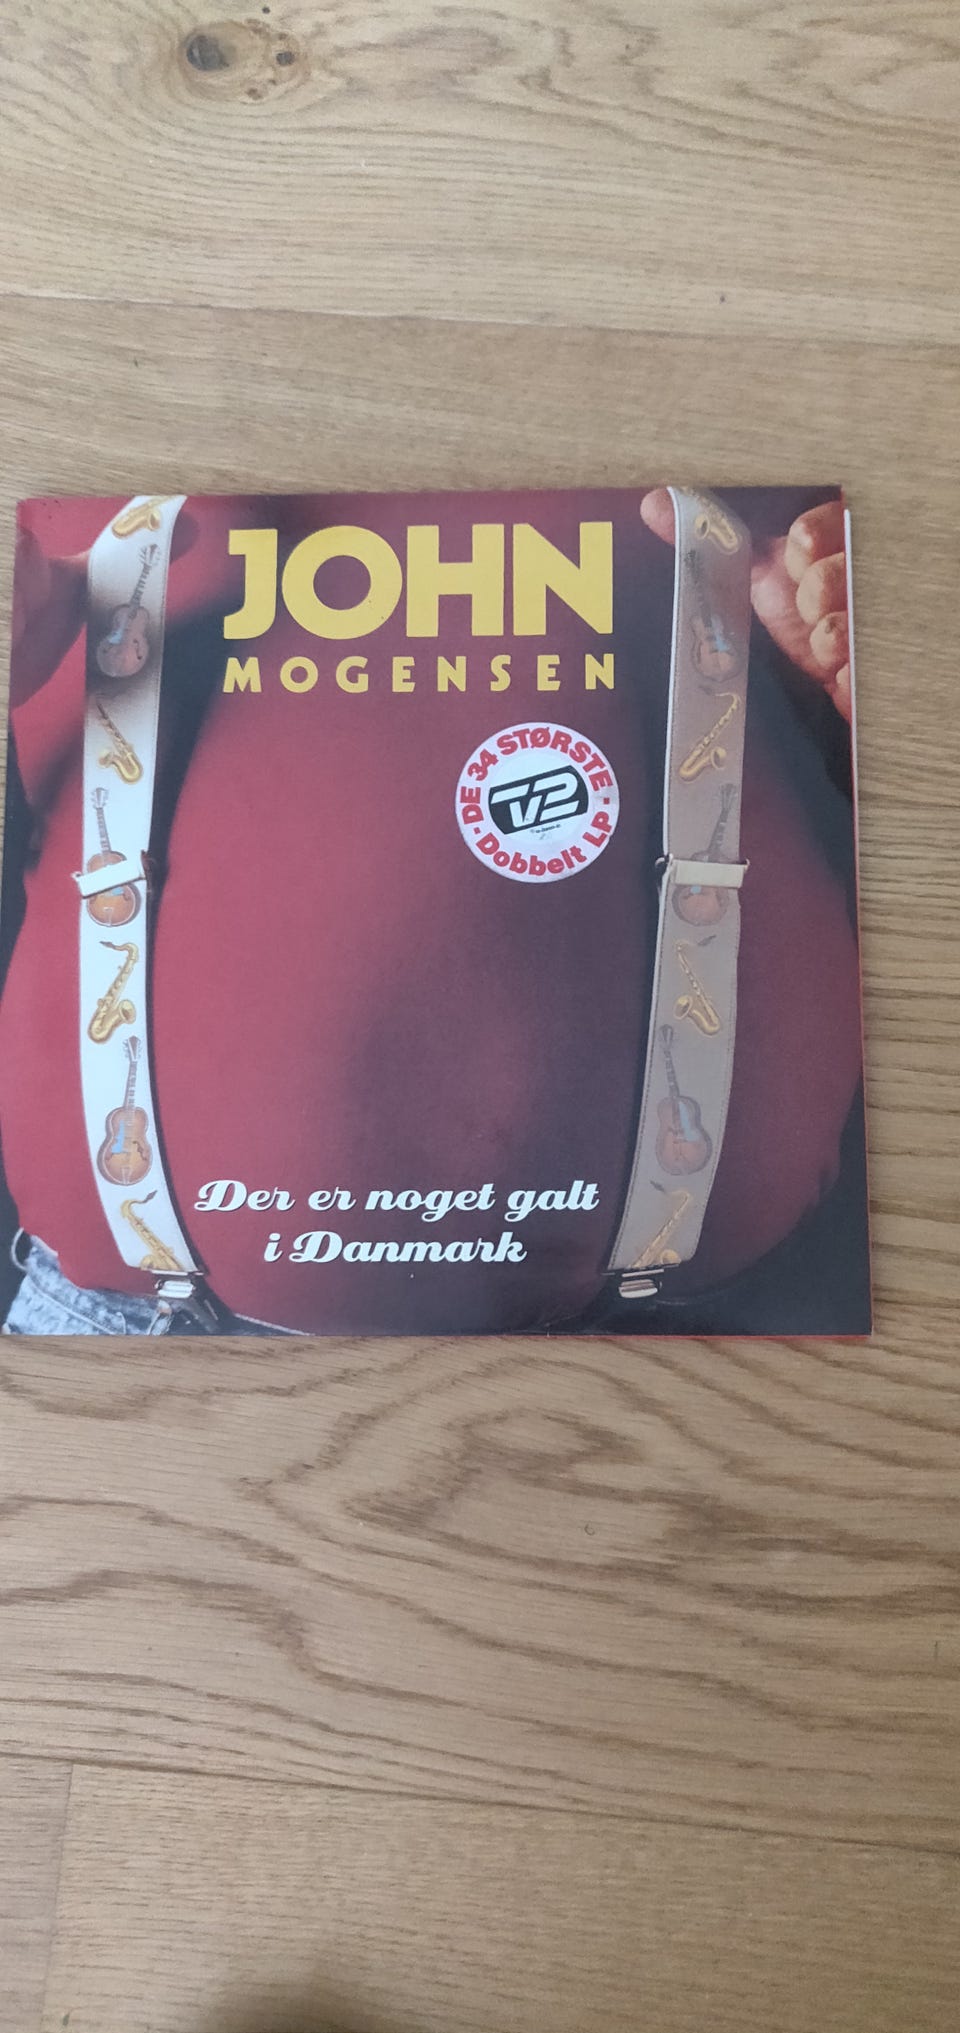 JOHN
MOGENSEN
· DE 34 STØRSTE ·
TV2
Dobbelt LP
Der er noget galt
i Danmark